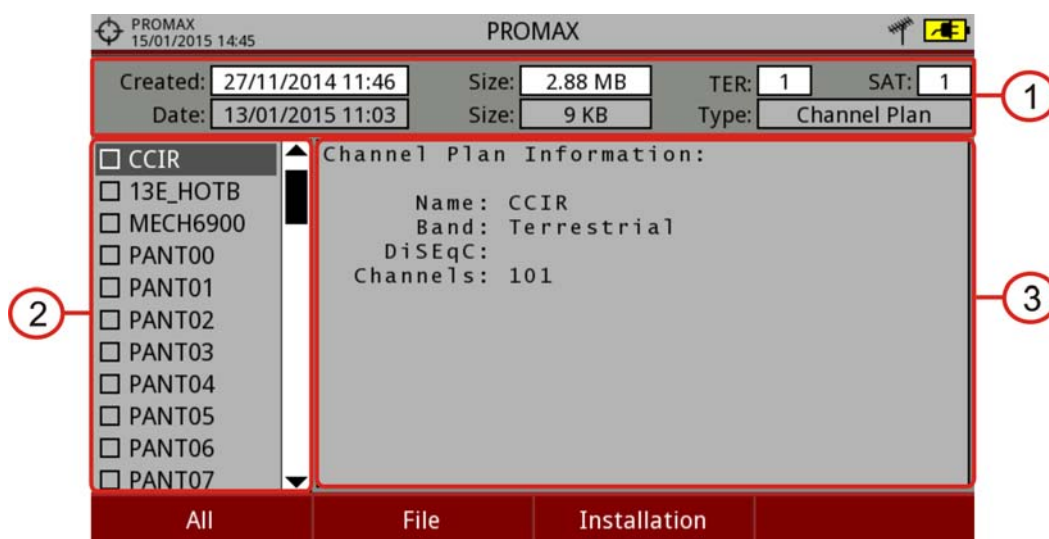 PROMAX
15/01/2015 14:45
PROMAX
Created: 27/11/2014 11:46 Size: 2.88 MB TER: 1 SAT: 1
Date: 13/01/2015 11:03 Size: 9 KB Type: Channel Plan
1
CCIR
13E_HOTB
MECH6900
PANT00
PANT01
PANT02
PANT03
PANT04
PANT05
PANT06
PANT07
2
Channel Plan Information:
Name: CCIR
Band: Terrestrial
DiSEqC:
Channels: 101
3
All File Installation